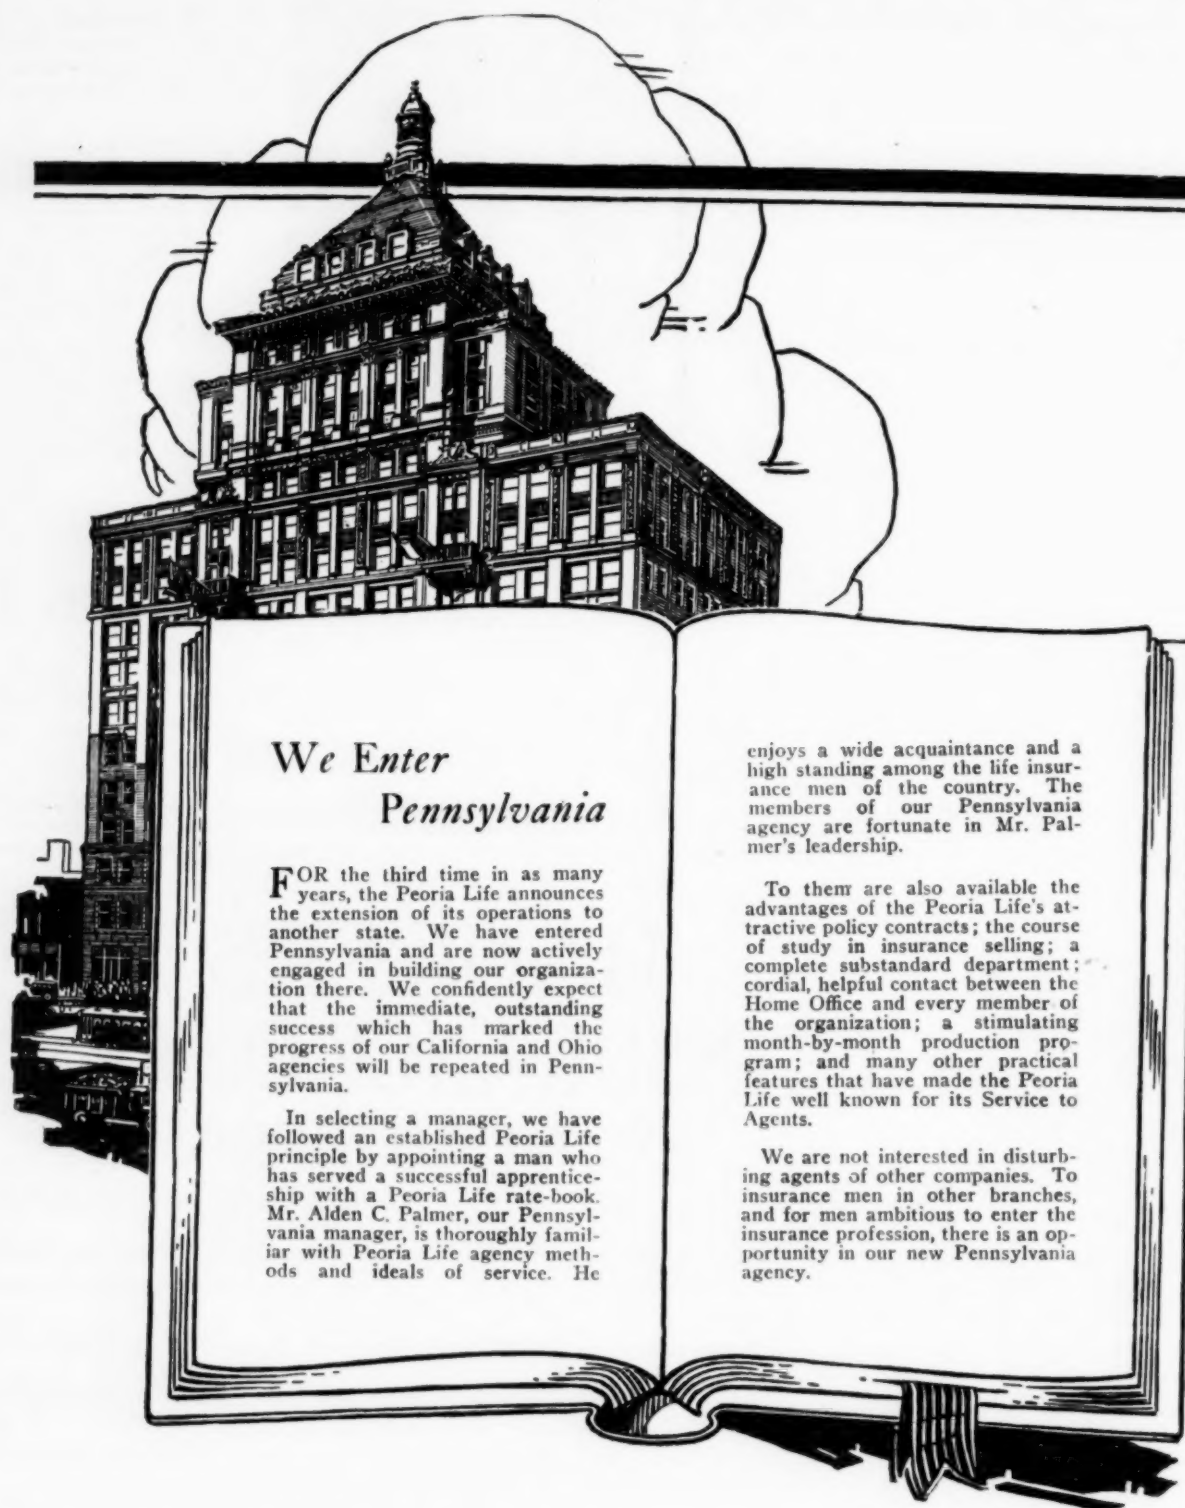 We Enter
Pennsylvania
FOR the third time in as many
years, the Peoria Life announces
the extension of its operations to
another state. We have entered
Pennsylvania and are now actively
engaged in building our organiza-
tion there. We confidently expect
that the immediate, outstanding
success which has marked the
progress of our California and Ohio
agencies will be repeated in Penn-
sylvania.
In selecting a manager, we have
followed an established Peoria Life
principle by appointing a man who
has served a successful apprentice-
ship with a Peoria Life rate-book.
Mr. Alden C. Palmer, our Pennsyl-
vania manager, is thoroughly famil-
iar with Peoria Life agency meth-
ods and ideals of service. He
enjoys a wide acquaintance and a
high standing among the life insur-
ance men of the country. The
members of our Pennsylvania
agency are fortunate in Mr. Pal-
mer's leadership.
To them are also available the
advantages of the Peoria Life's at-
tractive policy contracts; the course
of study in insurance selling; a
complete substandard department;
cordial, helpful contact between the
Home Office and every member of
the organization; a stimulating
month-by-month production pro-
gram; and many other practical
features that have made the Peoria
Life well known for its Service to
Agents.
We are not interested in disturb-
ing agents of other companies. To
insurance men in other branches,
and for men ambitious to enter the
insurance profession, there is an op-
portunity in our new Pennsylvania
agency.